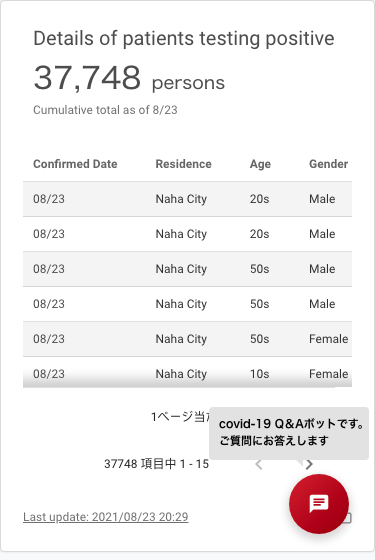 Details of patients testing positive
37,748 persons
Cumulative total as of 8/23
Confirmed Date Residence Age Gender
08/23 Naha City 20s Male
08/23 Naha City 20s Male
08/23 Naha City 50s Male
08/23 Naha City 50s Male
08/23 Naha City 50s Female
08/23 Naha City 10s Female
1ページ当
covid-19 Q&Aボットです。
ご質問にお答えします
37748 項目中 1 - 15
Last update: 2021/08/23 20:29